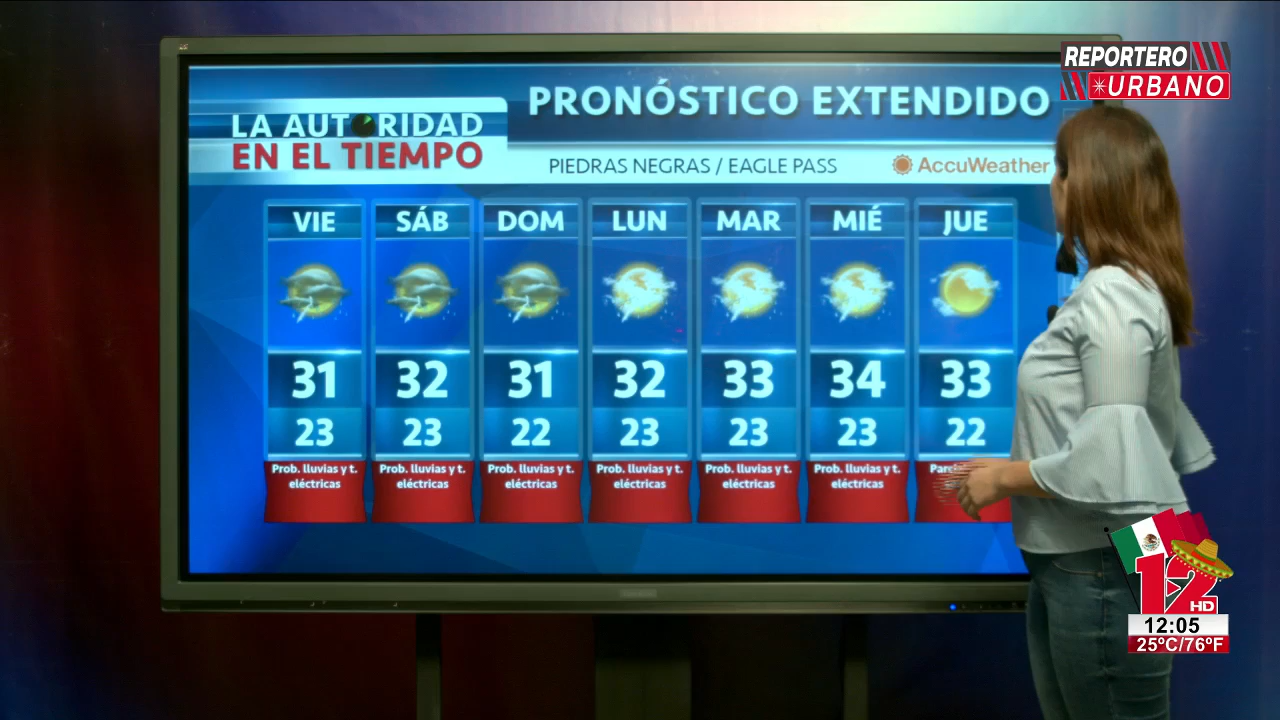 REPORTERO
URBANO
PRONÓSTICO EXTENDIDO
LA AUTORIDAD
EN EL TIEMPO
PIEDRAS NEGRAS / EAGLE PASS
AccuWeather
VIE SÁB DOM LUN MAR MIÉ JUE
31 32 31 32 33 34 33
23 23 22 23 23 23 22
Prob. lluvias y t. Prob. lluvias y t. Prob. lluvias y t. Prob. lluvias y t. Prob. lluvias y t. Prob. lluvias y t.
eléctricas eléctricas eléctricas eléctricas eléctricas eléctricas
12
HD
12:05
25ºC/76ºF